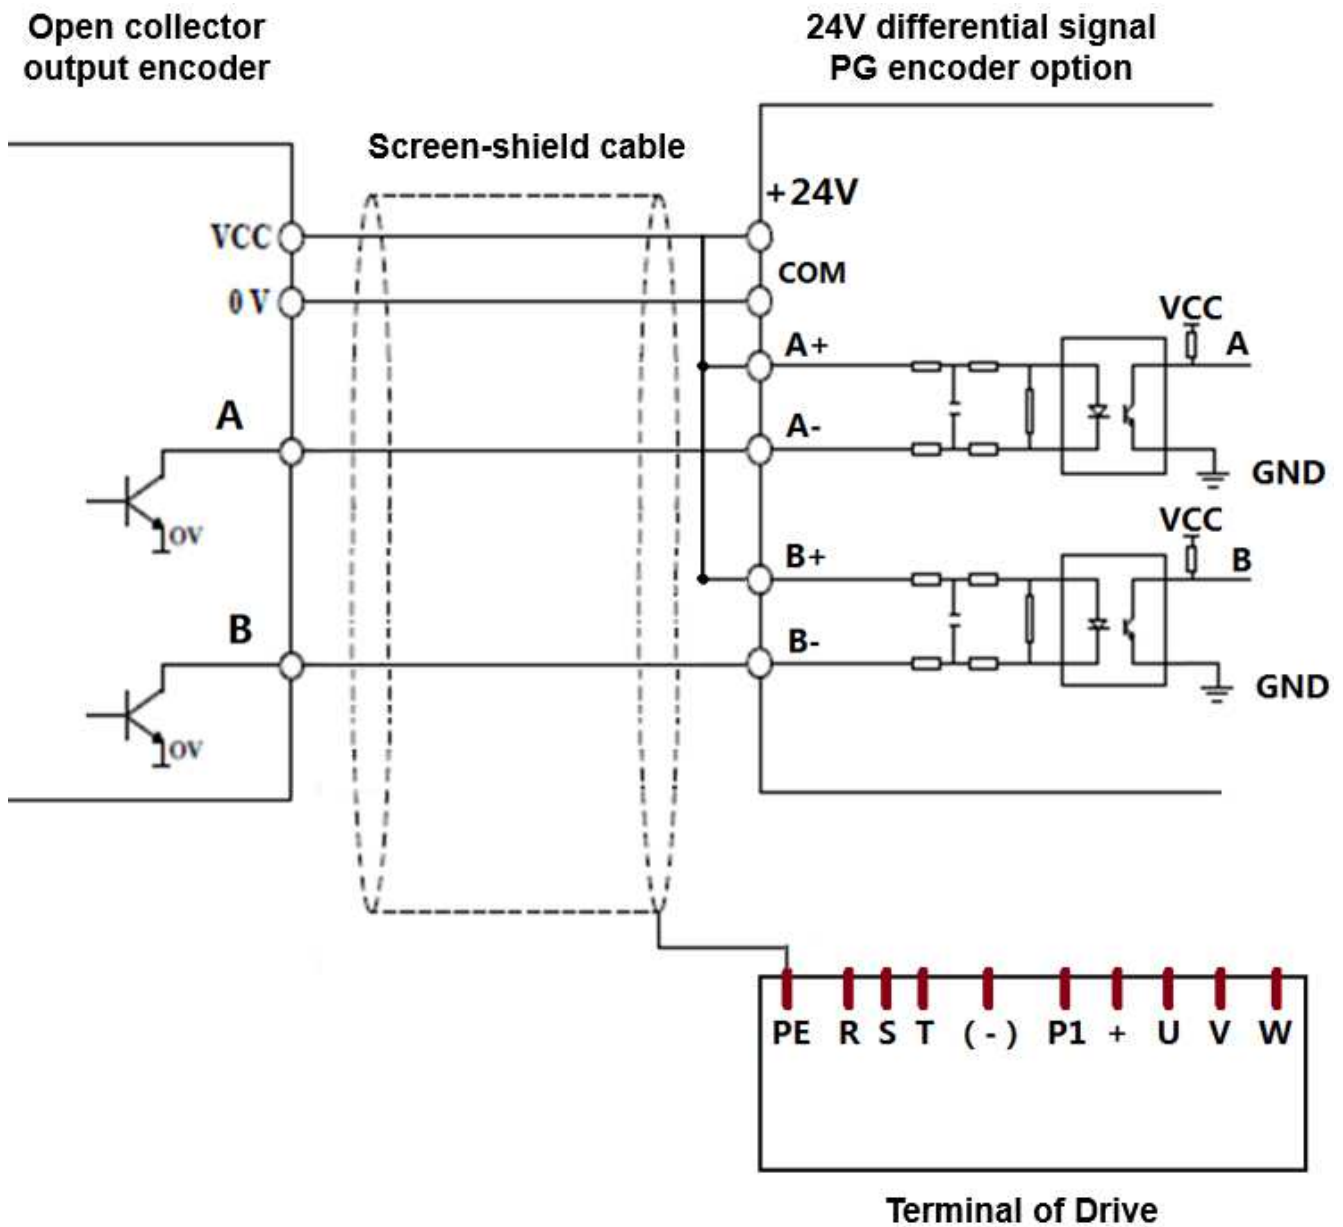 Open collector
output encoder
24V differential signal
PG encoder option
Screen-shield cable
+24V
VCC
COM
0 V
VCC
A+
A
A
A-
GND
0V
VCC
B+
B
B
B-
GND
0V
PE R S T (-) P1 + U V W
Terminal of Drive